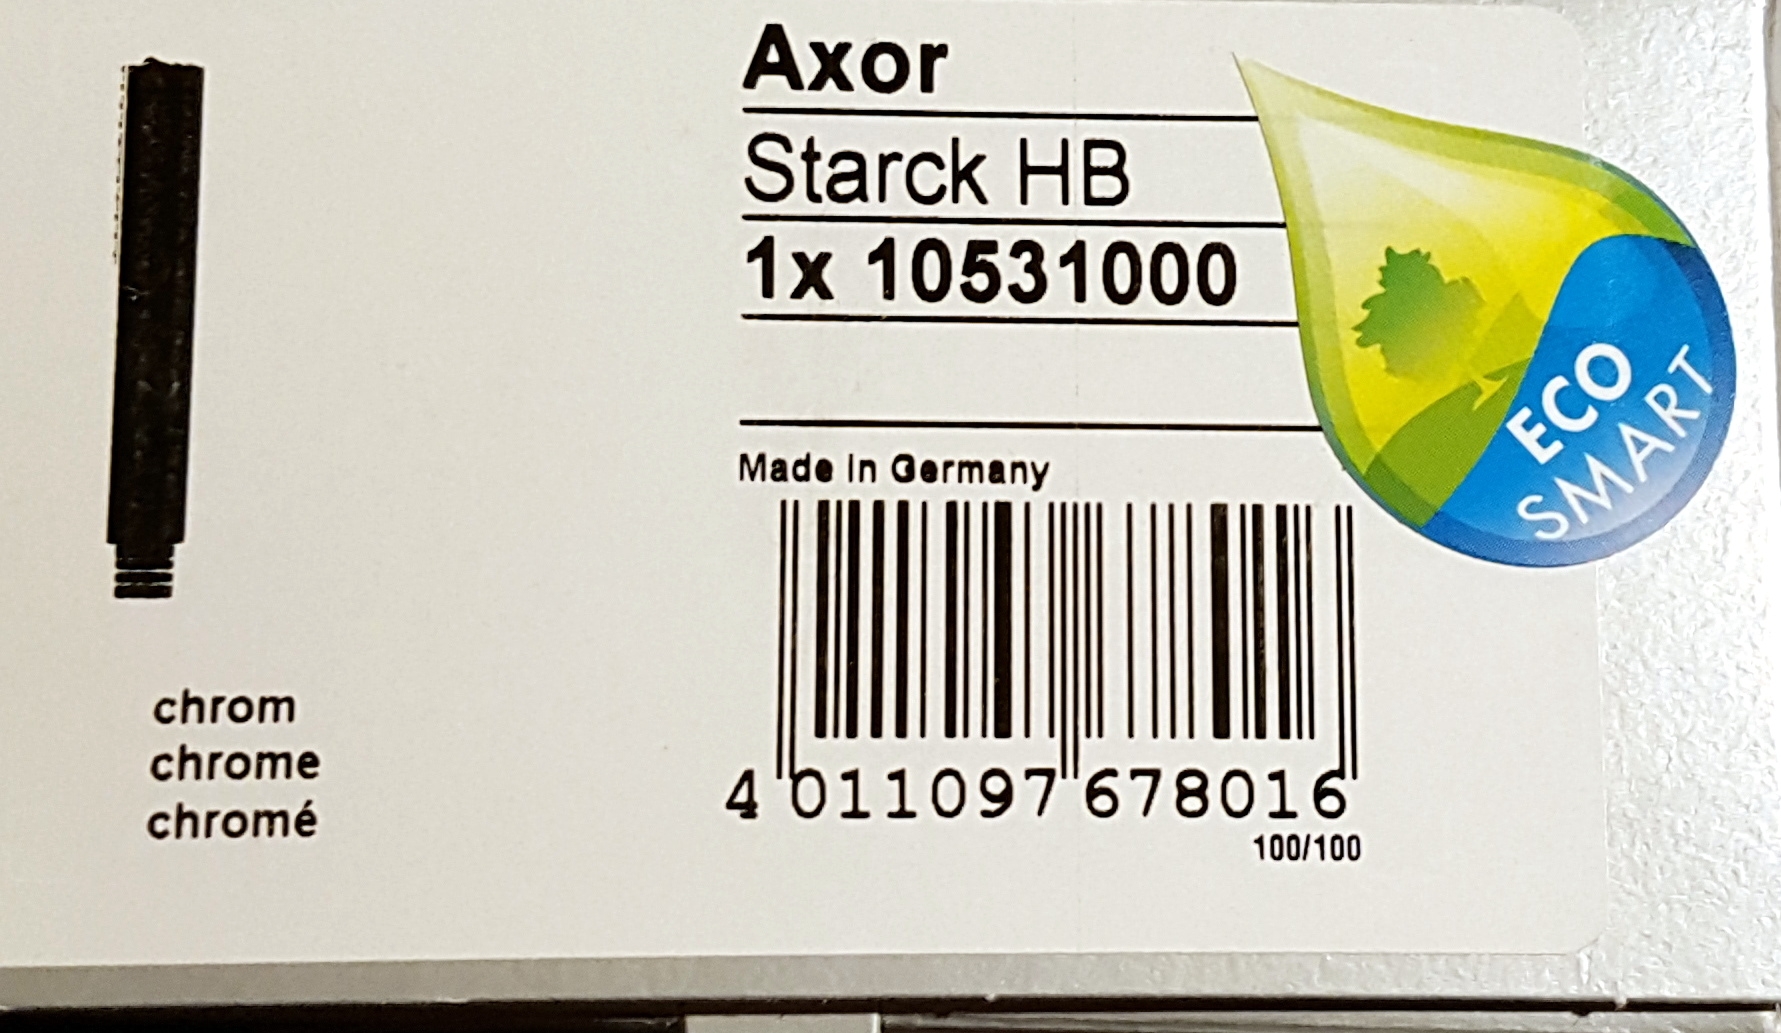 Axor
Starck HB
1x 10531000
ECO
SMART
Made in Germany
4 011097 678016
100/100
chrom
chrome
chromé